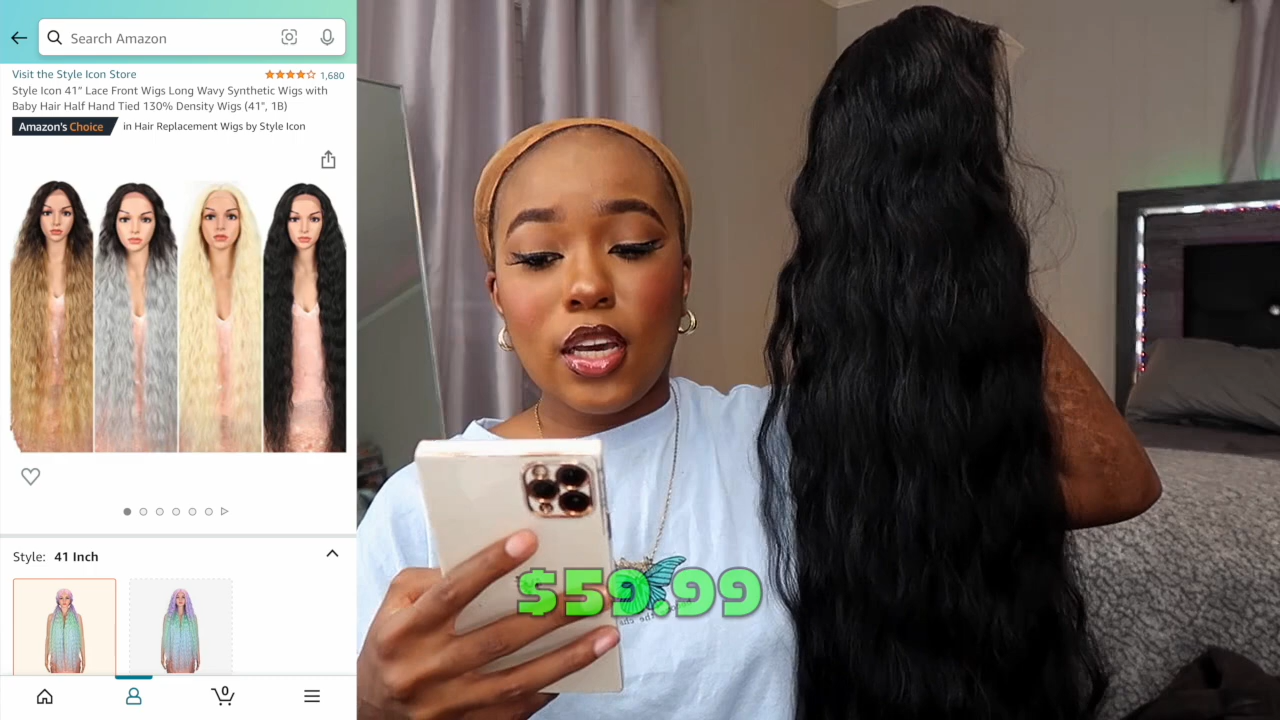 Search Amazon
Visit the Style Icon Store
1,680
Style Icon 41” Lace Front Wigs Long Wavy Synthetic Wigs with
Baby Hair Half Hand Tied 130% Density Wigs (41", 1B)
Amazon's Choice in Hair Replacement Wigs by Style Icon
Style: 41 Inch
0
$59.99